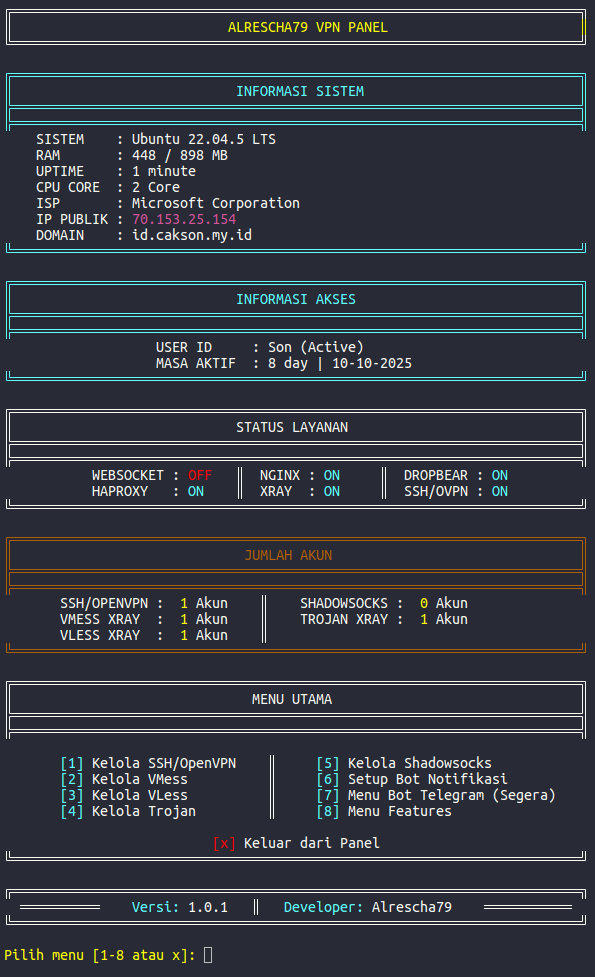 ALRESCHA79 VPN PANEL
INFORMASI SISTEM
SISTEM : Ubuntu 22.04.5 LTS
RAM : 448 / 898 MB
UPTIME : 1 minute
CPU CORE : 2 Core
ISP : Microsoft Corporation
IP PUBLIK : 70.153.25.154
DOMAIN : id.cakson.my.id
INFORMASI AKSES
USER ID : Son (Active)
MASA AKTIF : 8 day | 10-10-2025
STATUS LAYANAN
WEBSOCKET : OFF NGINX : ON DROPBEAR : ON
HAPROXY : ON XRAY : ON SSH/OVPN : ON
JUMLAH AKUN
SSH/OPENVPN : 1 Akun SHADOWSOCKS : 0 Akun
VMESS XRAY : 1 Akun TROJAN XRAY : 1 Akun
VLESS XRAY : 1 Akun
MENU UTAMA
[1] Kelola SSH/OpenVPN [5] Kelola Shadowsocks
[2] Kelola VMess [6] Setup Bot Notifikasi
[3] Kelola VLess [7] Menu Bot Telegram (Segera)
[4] Kelola Trojan [8] Menu Features
[x] Keluar dari Panel
Versi: 1.0.1 Developer: Alrescha79
Pilih menu [1-8 atau x]: